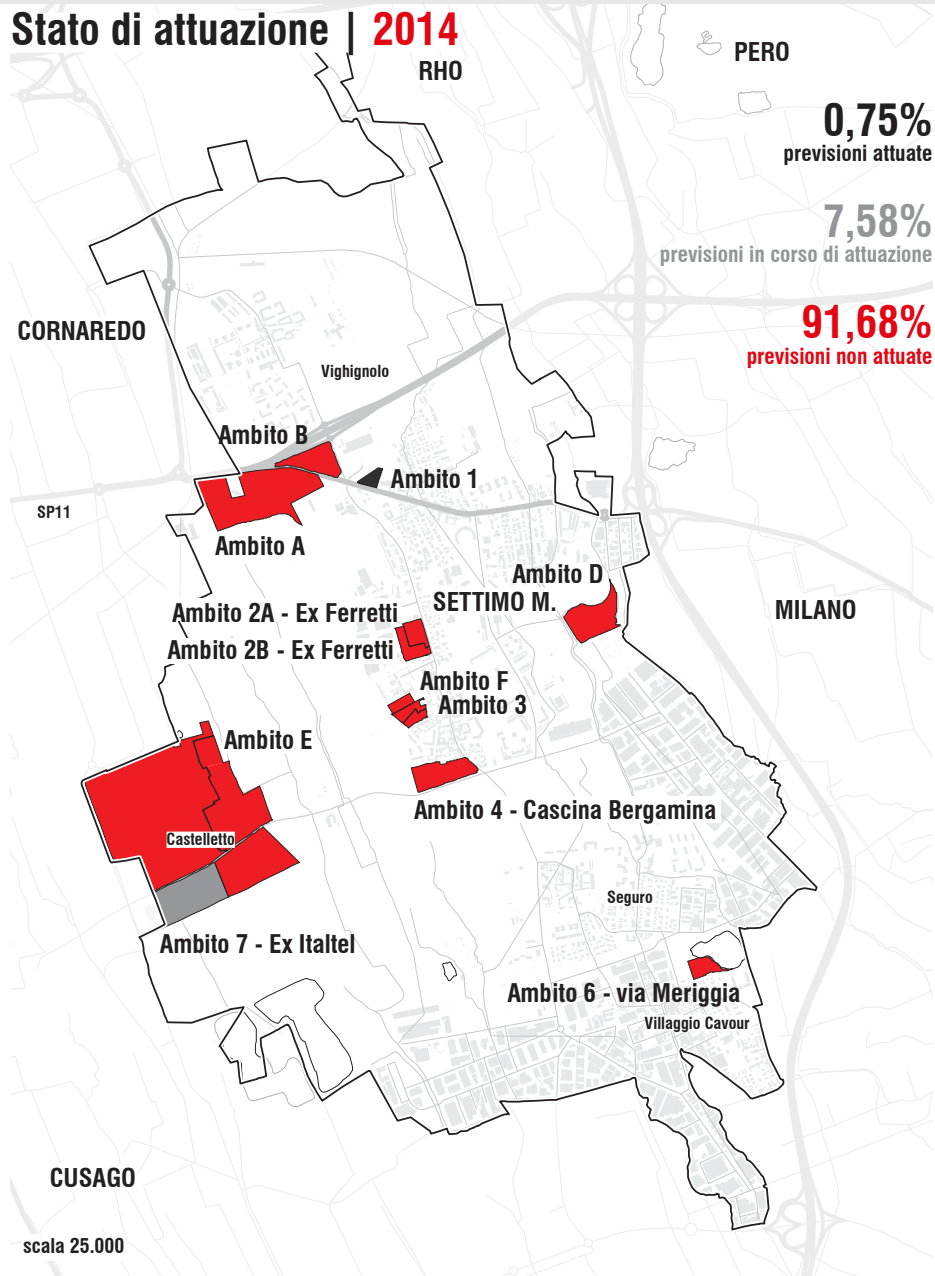 Stato di attuazione | 2014
RHO
PERO
0,75%
previsioni attuate
7,58%
previsioni in corso di attuazione
91,68%
previsioni non attuate
CORNAREDO
Vighignolo
Ambito B
Ambito 1
SP11
Ambito A
Ambito D
SETTIMO M.
MILANO
Ambito 2A - Ex Ferretti
Ambito 2B - Ex Ferretti
Ambito F
Ambito 3
Ambito E
Ambito 4 - Cascina Bergamina
Castelletto
Seguro
Ambito 7 - Ex Italtel
Ambito 6 - via Meriggia
Villaggio Cavour
CUSAGO
scala 25.000